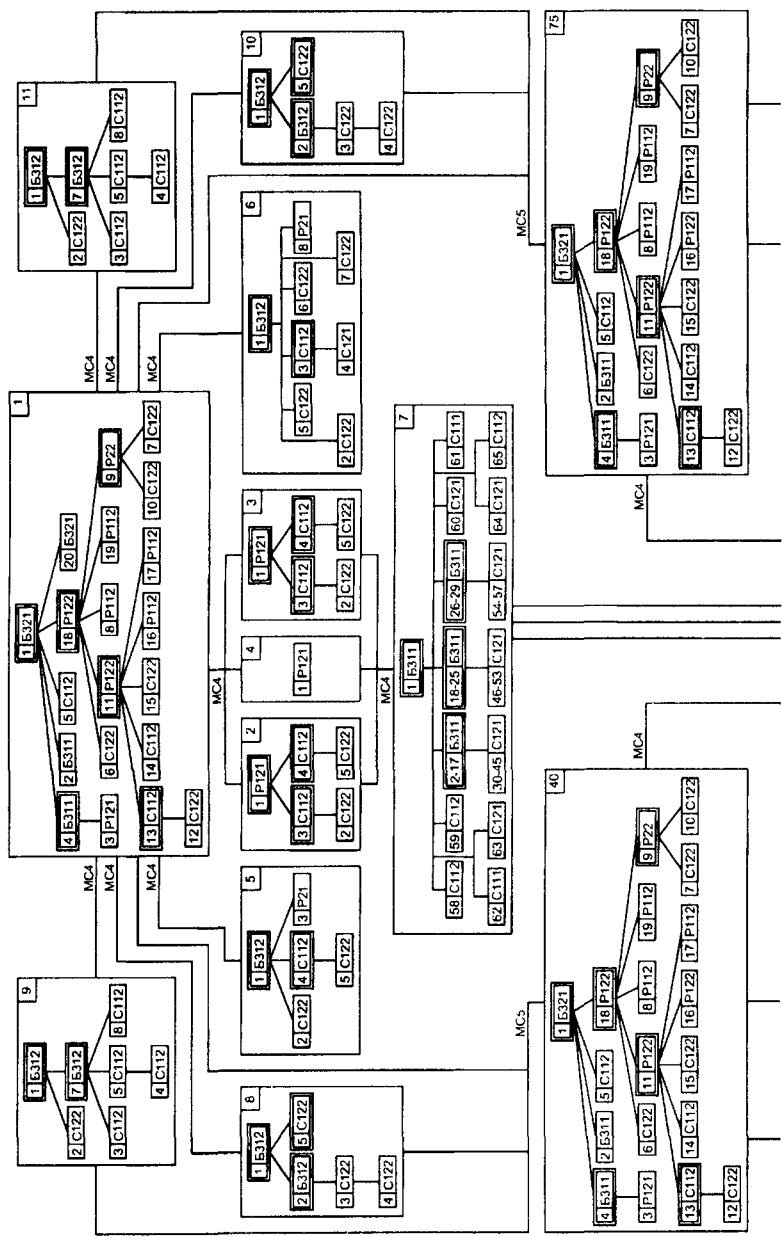 9
1 Б312
2 С122
7 Б312
3 С112
5 С112
8 С112
4 С112
МС4
МС4
МС4
1
1 Б321
4 Б311
2 Б311
5 С112
18 Р122
20 Б321
3 Р121
6 С122
11 Р122
8 Р112
19 Р112
9 Р22
13 С112
14 С112
15 С122
16 Р112
17 Р112
10 С122
7 С122
12 С122
МС4
МС4
МС4
11
1 Б312
2 С122
7 Б312
3 С112
5 С112
8 С112
4 С112
8
1 Б312
2 Б312
5 С122
3 С122
4 С122
5
1 Б312
2 С122
4 С112
3 Р21
5 С122
2
1 Р121
3 С112
4 С112
2 С122
5 С122
МС4
4
1 Р121
МС4
3
1 Р121
3 С112
4 С112
2 С122
5 С122
6
1 Б312
2 С122
5 С122
3 С112
6 С122
8 Р21
4 С121
7 С122
10
1 Б312
2 Б312
5 С122
3 С122
4 С122
7
1 Б311
58 С112
59 С112
2-17 Б311
18-25 Б311
26-29 Б311
60 С121
61 С111
62 С111
63 С121
30-45 С121
46-53 С121
54-57 С121
64 С121
65 С112
МС5
МС5
40
1 Б321
4 Б311
2 Б311
5 С112
18 Р122
3 Р121
6 С122
11 Р122
8 Р112
19 Р112
9 Р22
13 С112
14 С112
15 С122
16 Р122
17 Р112
7 С122
10 С122
12 С122
МС4
75
1 Б321
4 Б311
2 Б311
5 С112
18 Р122
3 Р121
6 С122
11 Р122
8 Р112
19 Р112
9 Р22
13 С112
14 С112
15 С122
16 Р122
17 Р112
7 С122
10 С122
12 С122
МС4